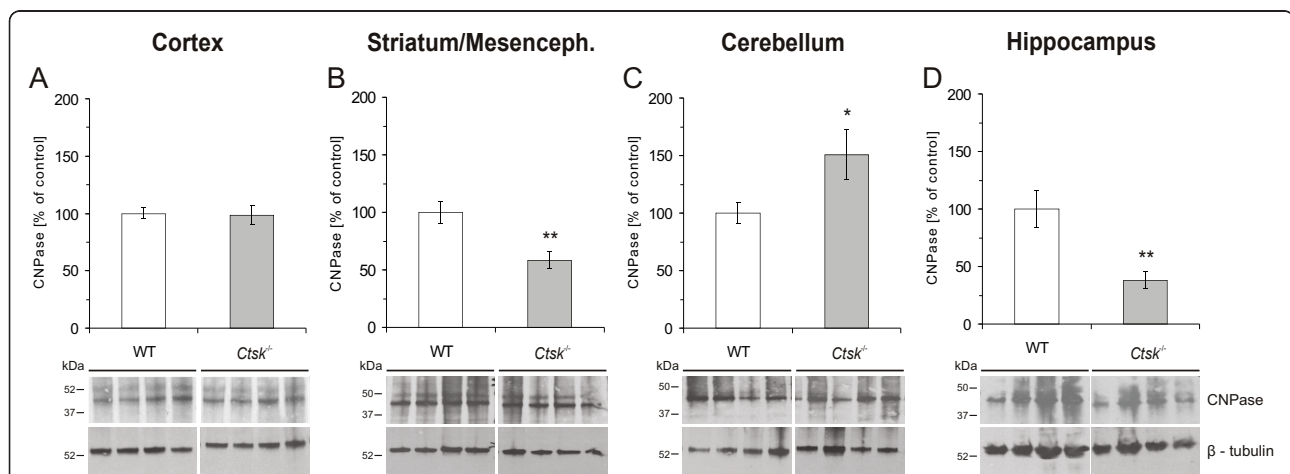 Cortex
Striatum/Mesenceph.
Cerebellum
Hippocampus
A
B
C
D
CNPase [% of control]
200
150
100
50
0
WT
Ctsk-/-
kDa
52
37
52
CNPase [% of control]
200
150
100
50
0
**
WT
Ctsk-/-
kDa
50
37
52
CNPase [% of control]
200
150
100
50
0
*
WT
Ctsk-/-
kDa
50
37
52
CNPase [% of control]
200
150
100
50
0
**
WT
Ctsk-/-
kDa
50
37
52
CNPase
β - tubulin